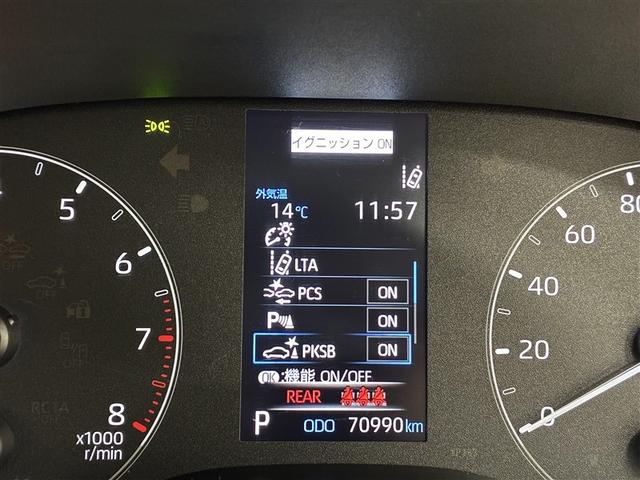 イグニッション ON
外気温
14℃ 11:57
LTA
PCS ON
P ON
PKSB ON
OK:機能 ON/OFF
REAR
P ODO 70990km
5
6
7
8
x1000
r/min
80
60
40
20
0